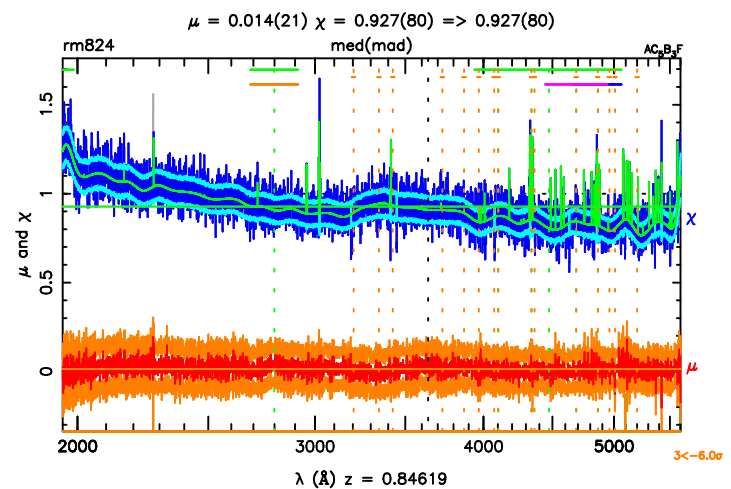 μ = 0.014(21) χ = 0.927(80) => 0.927(80)
rm824 med(mad) AC₅B₃F
1.5
1
0.5
0
μ and χ
χ
μ
2000 3000 4000 5000
3<−6.0σ
λ (Å) z = 0.84619